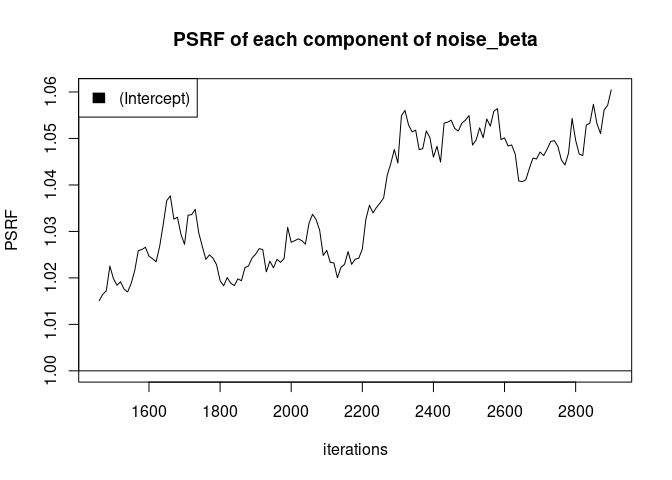 PSRF of each component of noise_beta
(Intercept)
PSRF
1.06
1.05
1.04
1.03
1.02
1.01
1.00
1600 1800 2000 2200 2400 2600 2800
iterations